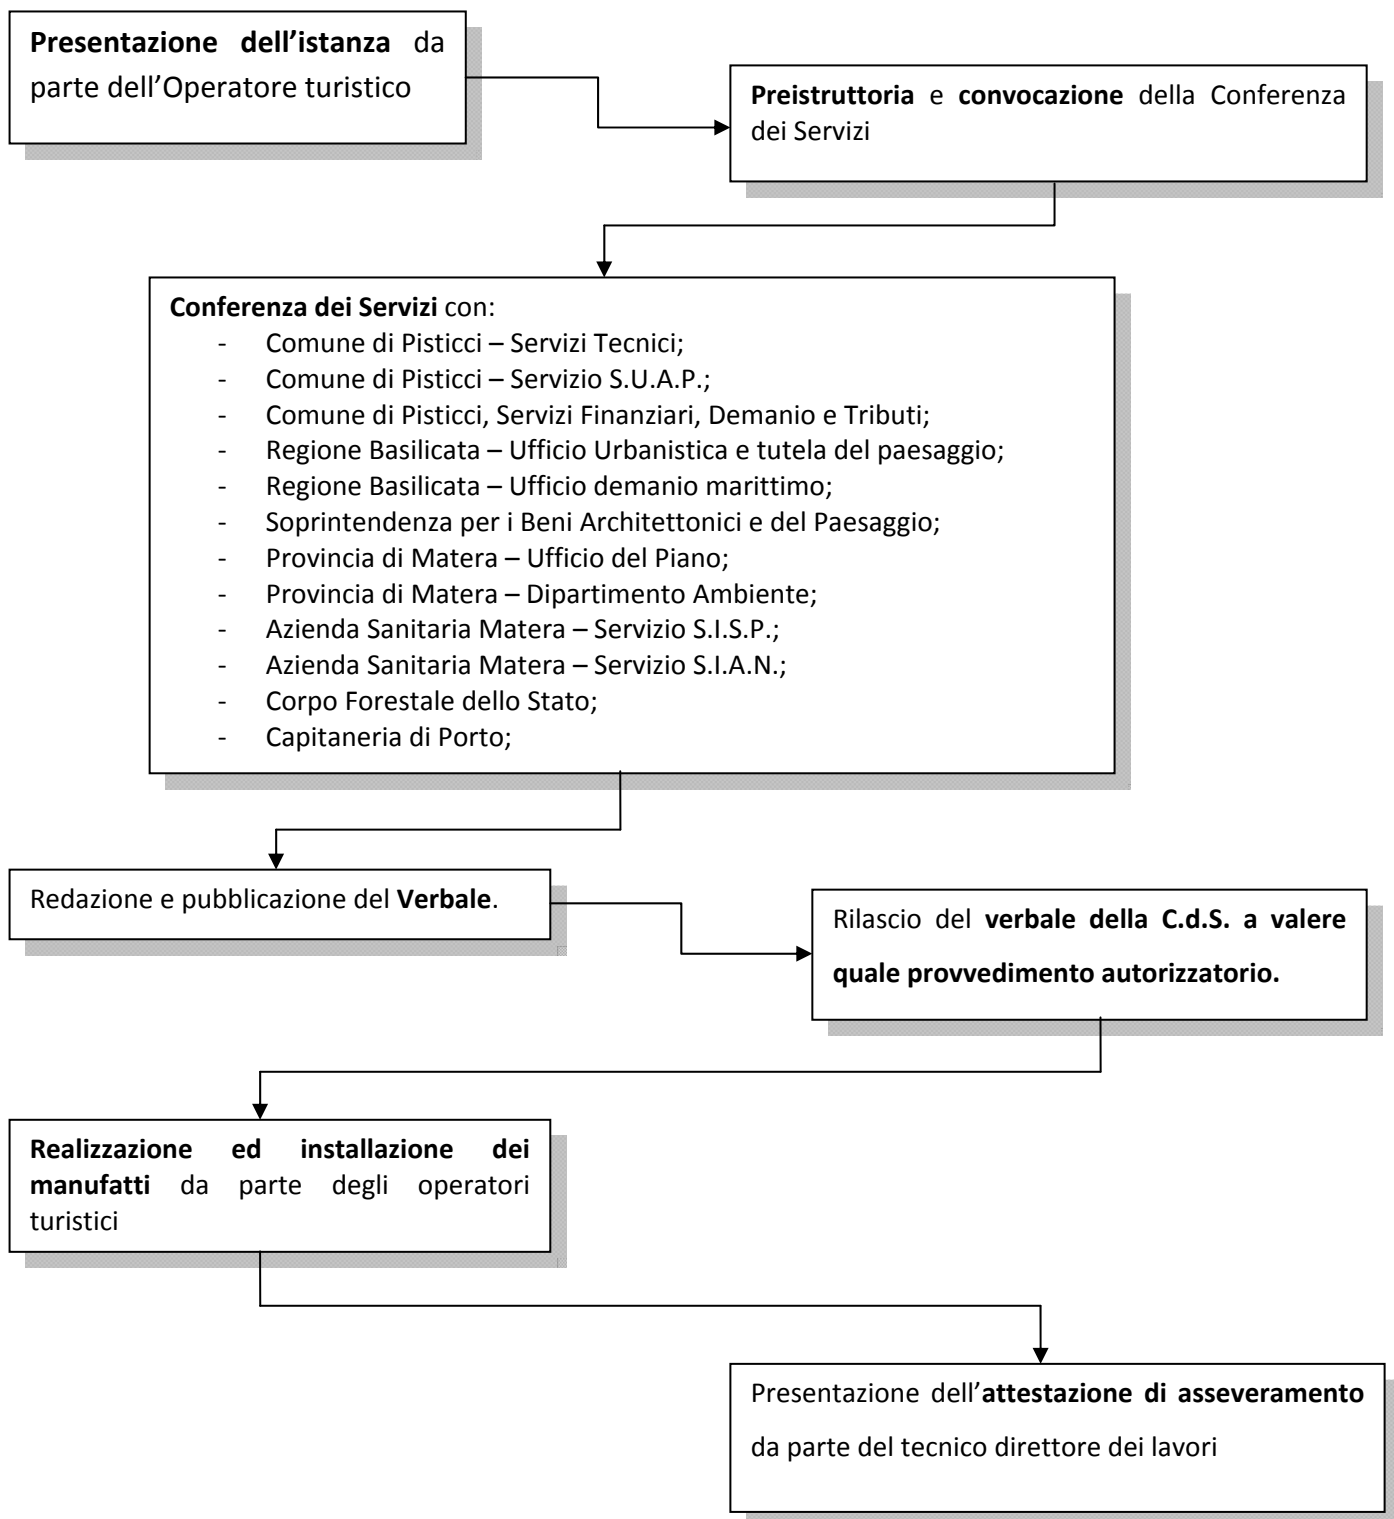 Presentazione dell’istanza da
parte dell’Operatore turistico
Preistruttoria e convocazione della Conferenza
dei Servizi
Conferenza dei Servizi con:
- Comune di Pisticci – Servizi Tecnici;
- Comune di Pisticci – Servizio S.U.A.P.;
- Comune di Pisticci, Servizi Finanziari, Demanio e Tributi;
- Regione Basilicata – Ufficio Urbanistica e tutela del paesaggio;
- Regione Basilicata – Ufficio demanio marittimo;
- Soprintendenza per i Beni Architettonici e del Paesaggio;
- Provincia di Matera – Ufficio del Piano;
- Provincia di Matera – Dipartimento Ambiente;
- Azienda Sanitaria Matera – Servizio S.I.S.P.;
- Azienda Sanitaria Matera – Servizio S.I.A.N.;
- Corpo Forestale dello Stato;
- Capitaneria di Porto;
Redazione e pubblicazione del Verbale.
Rilascio del verbale della C.d.S. a valere
quale provvedimento autorizzatorio.
Realizzazione ed installazione dei
manufatti da parte degli operatori
turistici
Presentazione dell’attestazione di asseveramento
da parte del tecnico direttore dei lavori